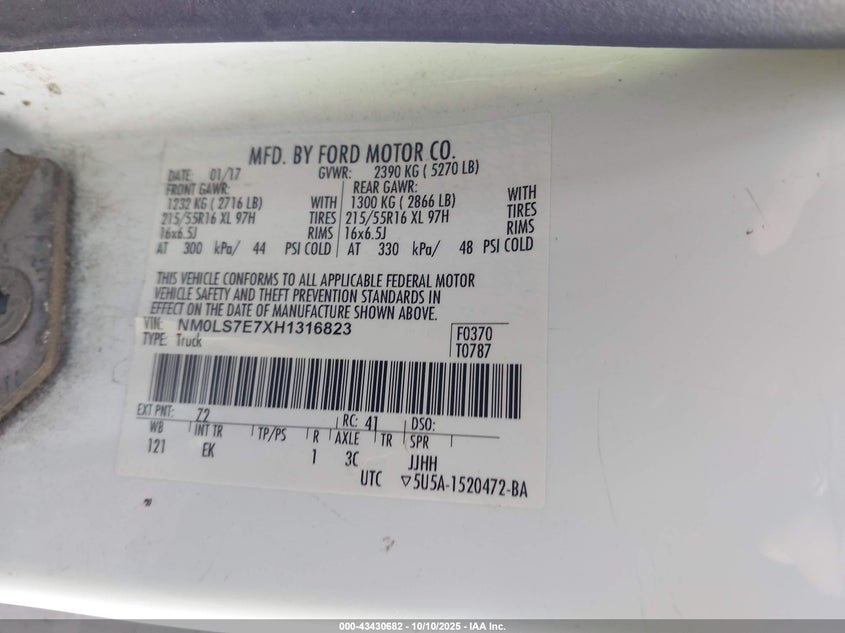 MFD. BY FORD MOTOR CO.
DATE: 01/17 GVWR: 2390 KG ( 5270 LB)
FRONT GAWR: REAR GAWR:
1232 KG ( 2716 LB) WITH 1300 KG ( 2866 LB) WITH
215/55R16 XL 97H TIRES 215/55R16 XL 97H TIRES
16x6.5J RIMS 16x6.5J RIMS
AT 300 kPa/ 44 PSI COLD AT 330 kPa/ 48 PSI COLD
THIS VEHICLE CONFORMS TO ALL APPLICABLE FEDERAL MOTOR
VEHICLE SAFETY AND THEFT PREVENTION STANDARDS IN
EFFECT ON THE DATE OF MANUFACTURE SHOWN ABOVE.
VIN: NM0LS7E7XH1316823 F0370
TYPE: Truck T0787
EXT PNT: Z2 RC: 41 DSO:
WB INT TR TP/PS R AXLE TR SPR
121 EK 1 3C JJHH
UTC ▽5U5A-1520472-BA
000-43430682 - 10/10/2025 - IAA Inc.